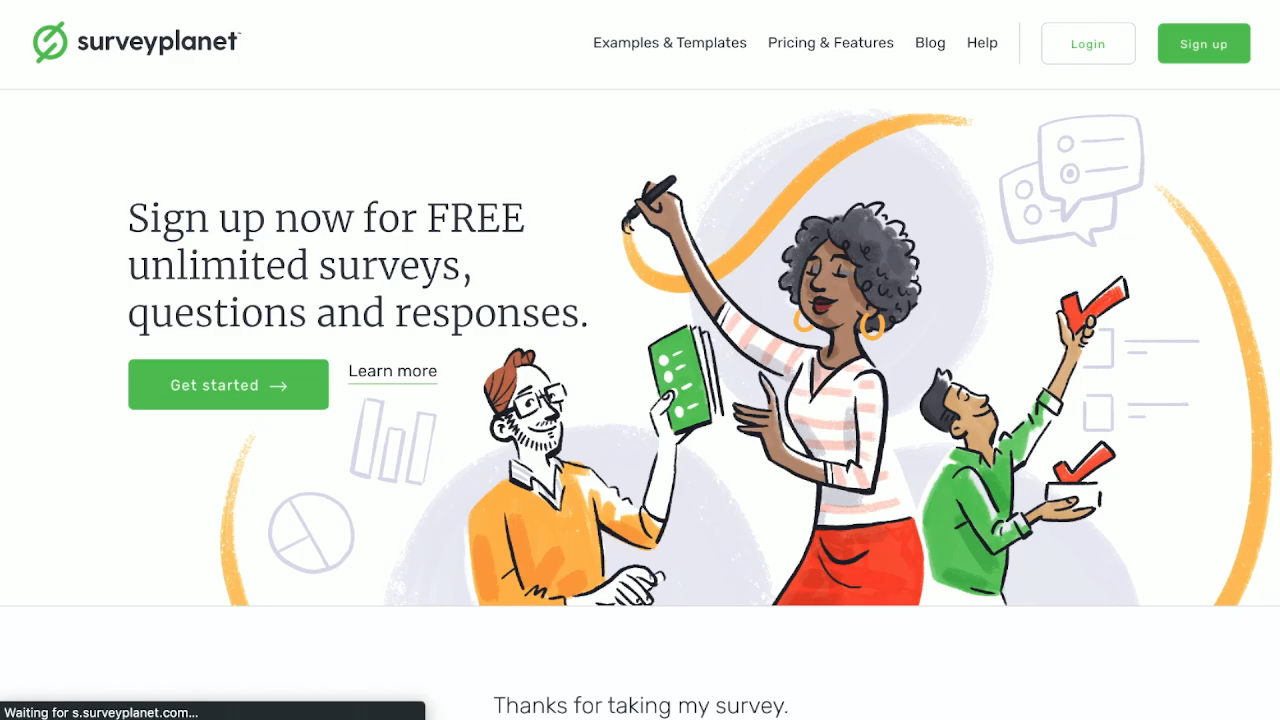 surveyplanet™
Examples & Templates
Pricing & Features
Blog
Help
Login
Sign up
Sign up now for FREE
unlimited surveys,
questions and responses.
Get started →
Learn more
Thanks for taking my survey.
Waiting for s.surveyplanet.com...